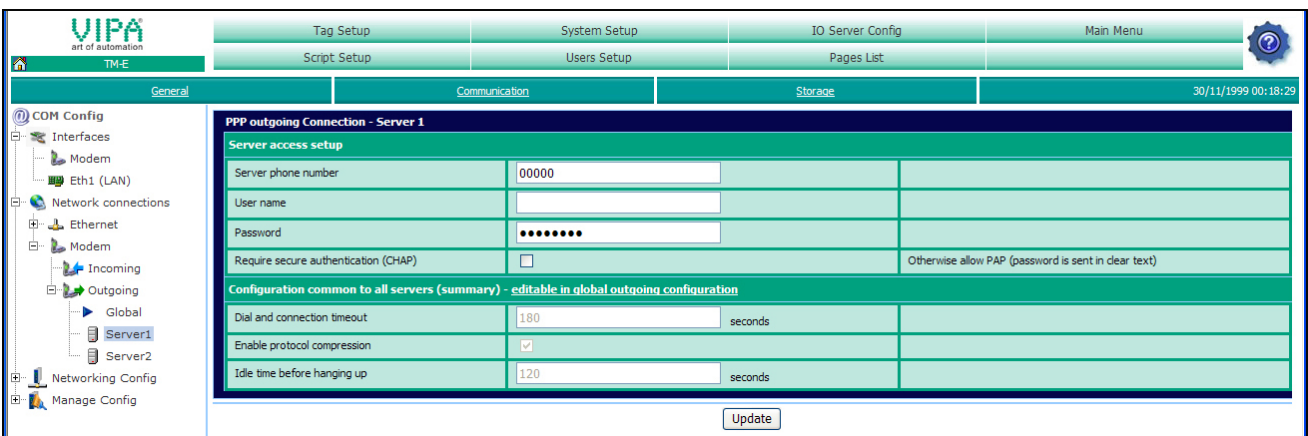 VIPA
art of automation
TM-E
Tag Setup
System Setup
IO Server Config
Main Menu
Script Setup
Users Setup
Pages List
General
Communication
Storage
30/11/1999 00:18:29
COM Config
Interfaces
Modem
Eth1 (LAN)
Network connections
Ethernet
Modem
Incoming
Outgoing
Global
Server1
Server2
Networking Config
Manage Config
PPP outgoing Connection - Server 1
Server access setup
Server phone number
00000
User name
Password
••••••••
Require secure authentication (CHAP)
Otherwise allow PAP (password is sent in clear text)
Configuration common to all servers (summary) - editable in global outgoing configuration
Dial and connection timeout
180
seconds
Enable protocol compression
Idle time before hanging up
120
seconds
Update